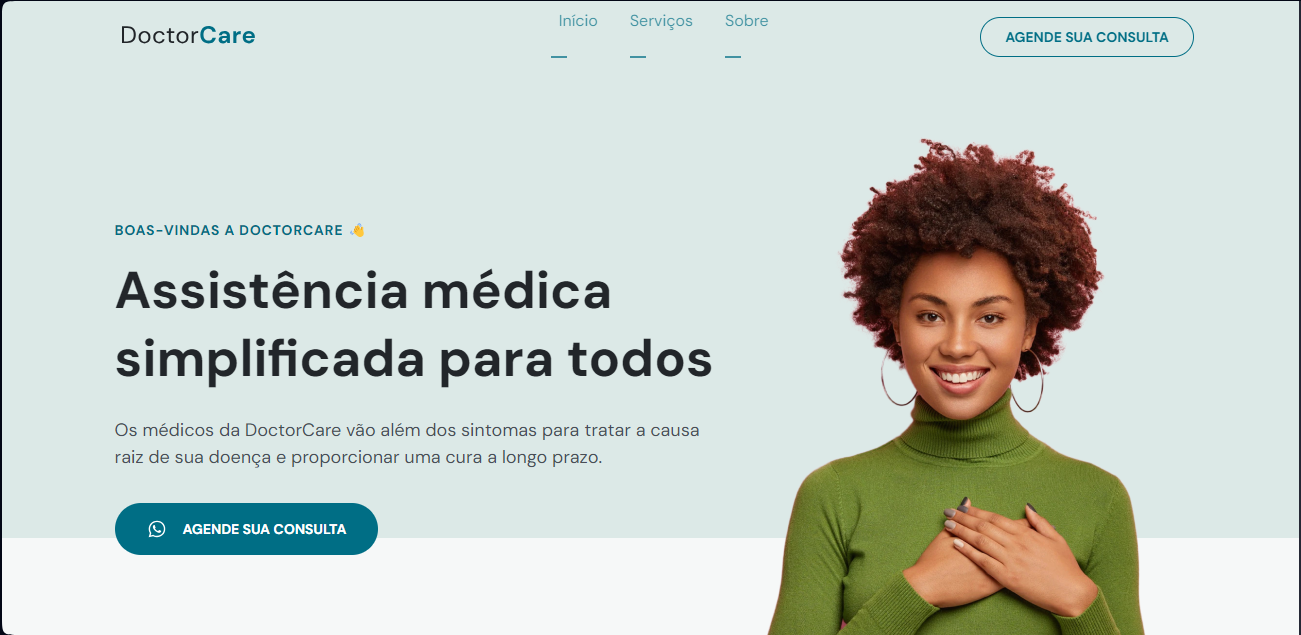 DoctorCare
Início Serviços Sobre
AGENDE SUA CONSULTA
BOAS-VINDAS A DOCTORCARE 👋
Assistência médica
simplificada para todos
Os médicos da DoctorCare vão além dos sintomas para tratar a causa
raiz de sua doença e proporcionar uma cura a longo prazo.
AGENDE SUA CONSULTA